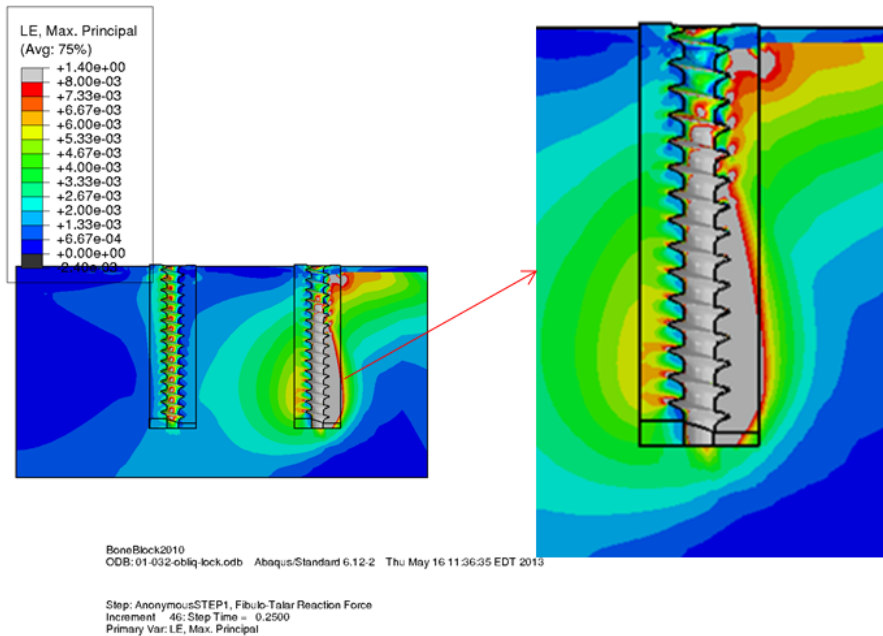 LE, Max. Principal
(Avg: 75%)
+1.40e+00
+8.00e-03
+7.33e-03
+6.67e-03
+6.00e-03
+5.33e-03
+4.67e-03
+4.00e-03
+3.33e-03
+2.67e-03
+2.00e-03
+1.33e-03
+6.67e-04
+0.00e+00
BoneBlock2010
ODB: 01-032-obliq-lock.odb Abaqus/Standard 6.12-2 Thu May 16 11:36:35 EDT 2013
Step: AnonymousSTEP1, Fibulo-Talar Reaction Force
Increment 46: Step Time = 0.2500
Primary Var: LE, Max. Principal